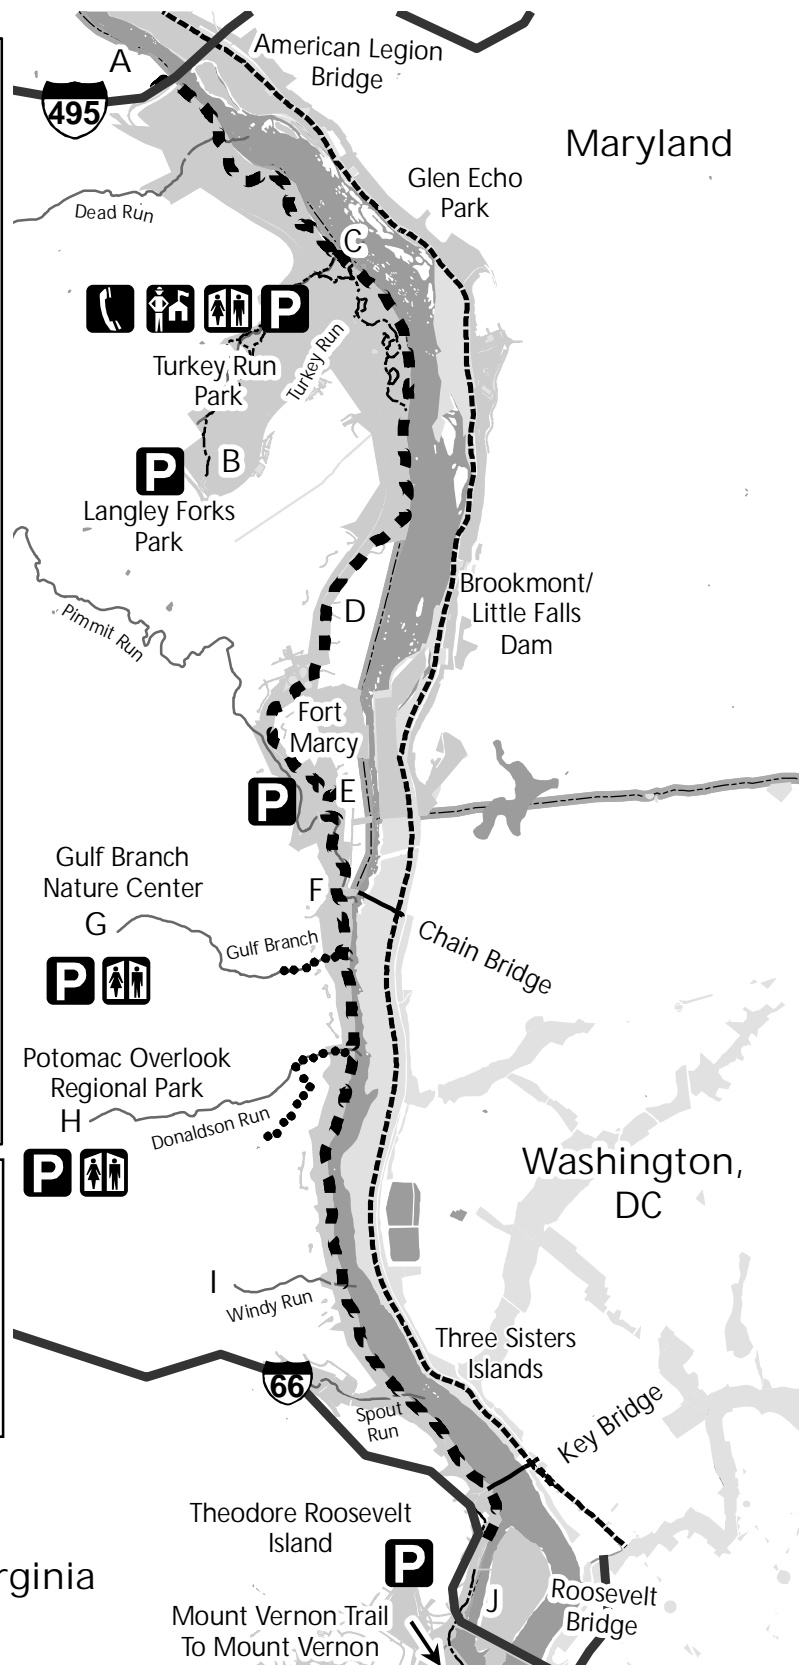 American Legion
Bridge
A
495
Maryland
Glen Echo
Park
Dead Run
C
P
Turkey Run
Park
Turkey Run
B
P
Langley Forks
Park
Brookmont/
Little Falls
Dam
D
Pimmit Run
Fort
Marcy
E
P
Gulf Branch
Nature Center
F
G
Gulf Branch
Chain Bridge
P
Potomac Overlook
Regional Park
H
Donaldson Run
P
Washington,
DC
I
Windy Run
Three Sisters
Islands
66
Spout
Run
Key Bridge
Theodore Roosevelt
Island
P
rginia
J
Roosevelt
Bridge
Mount Vernon Trail
To Mount Vernon